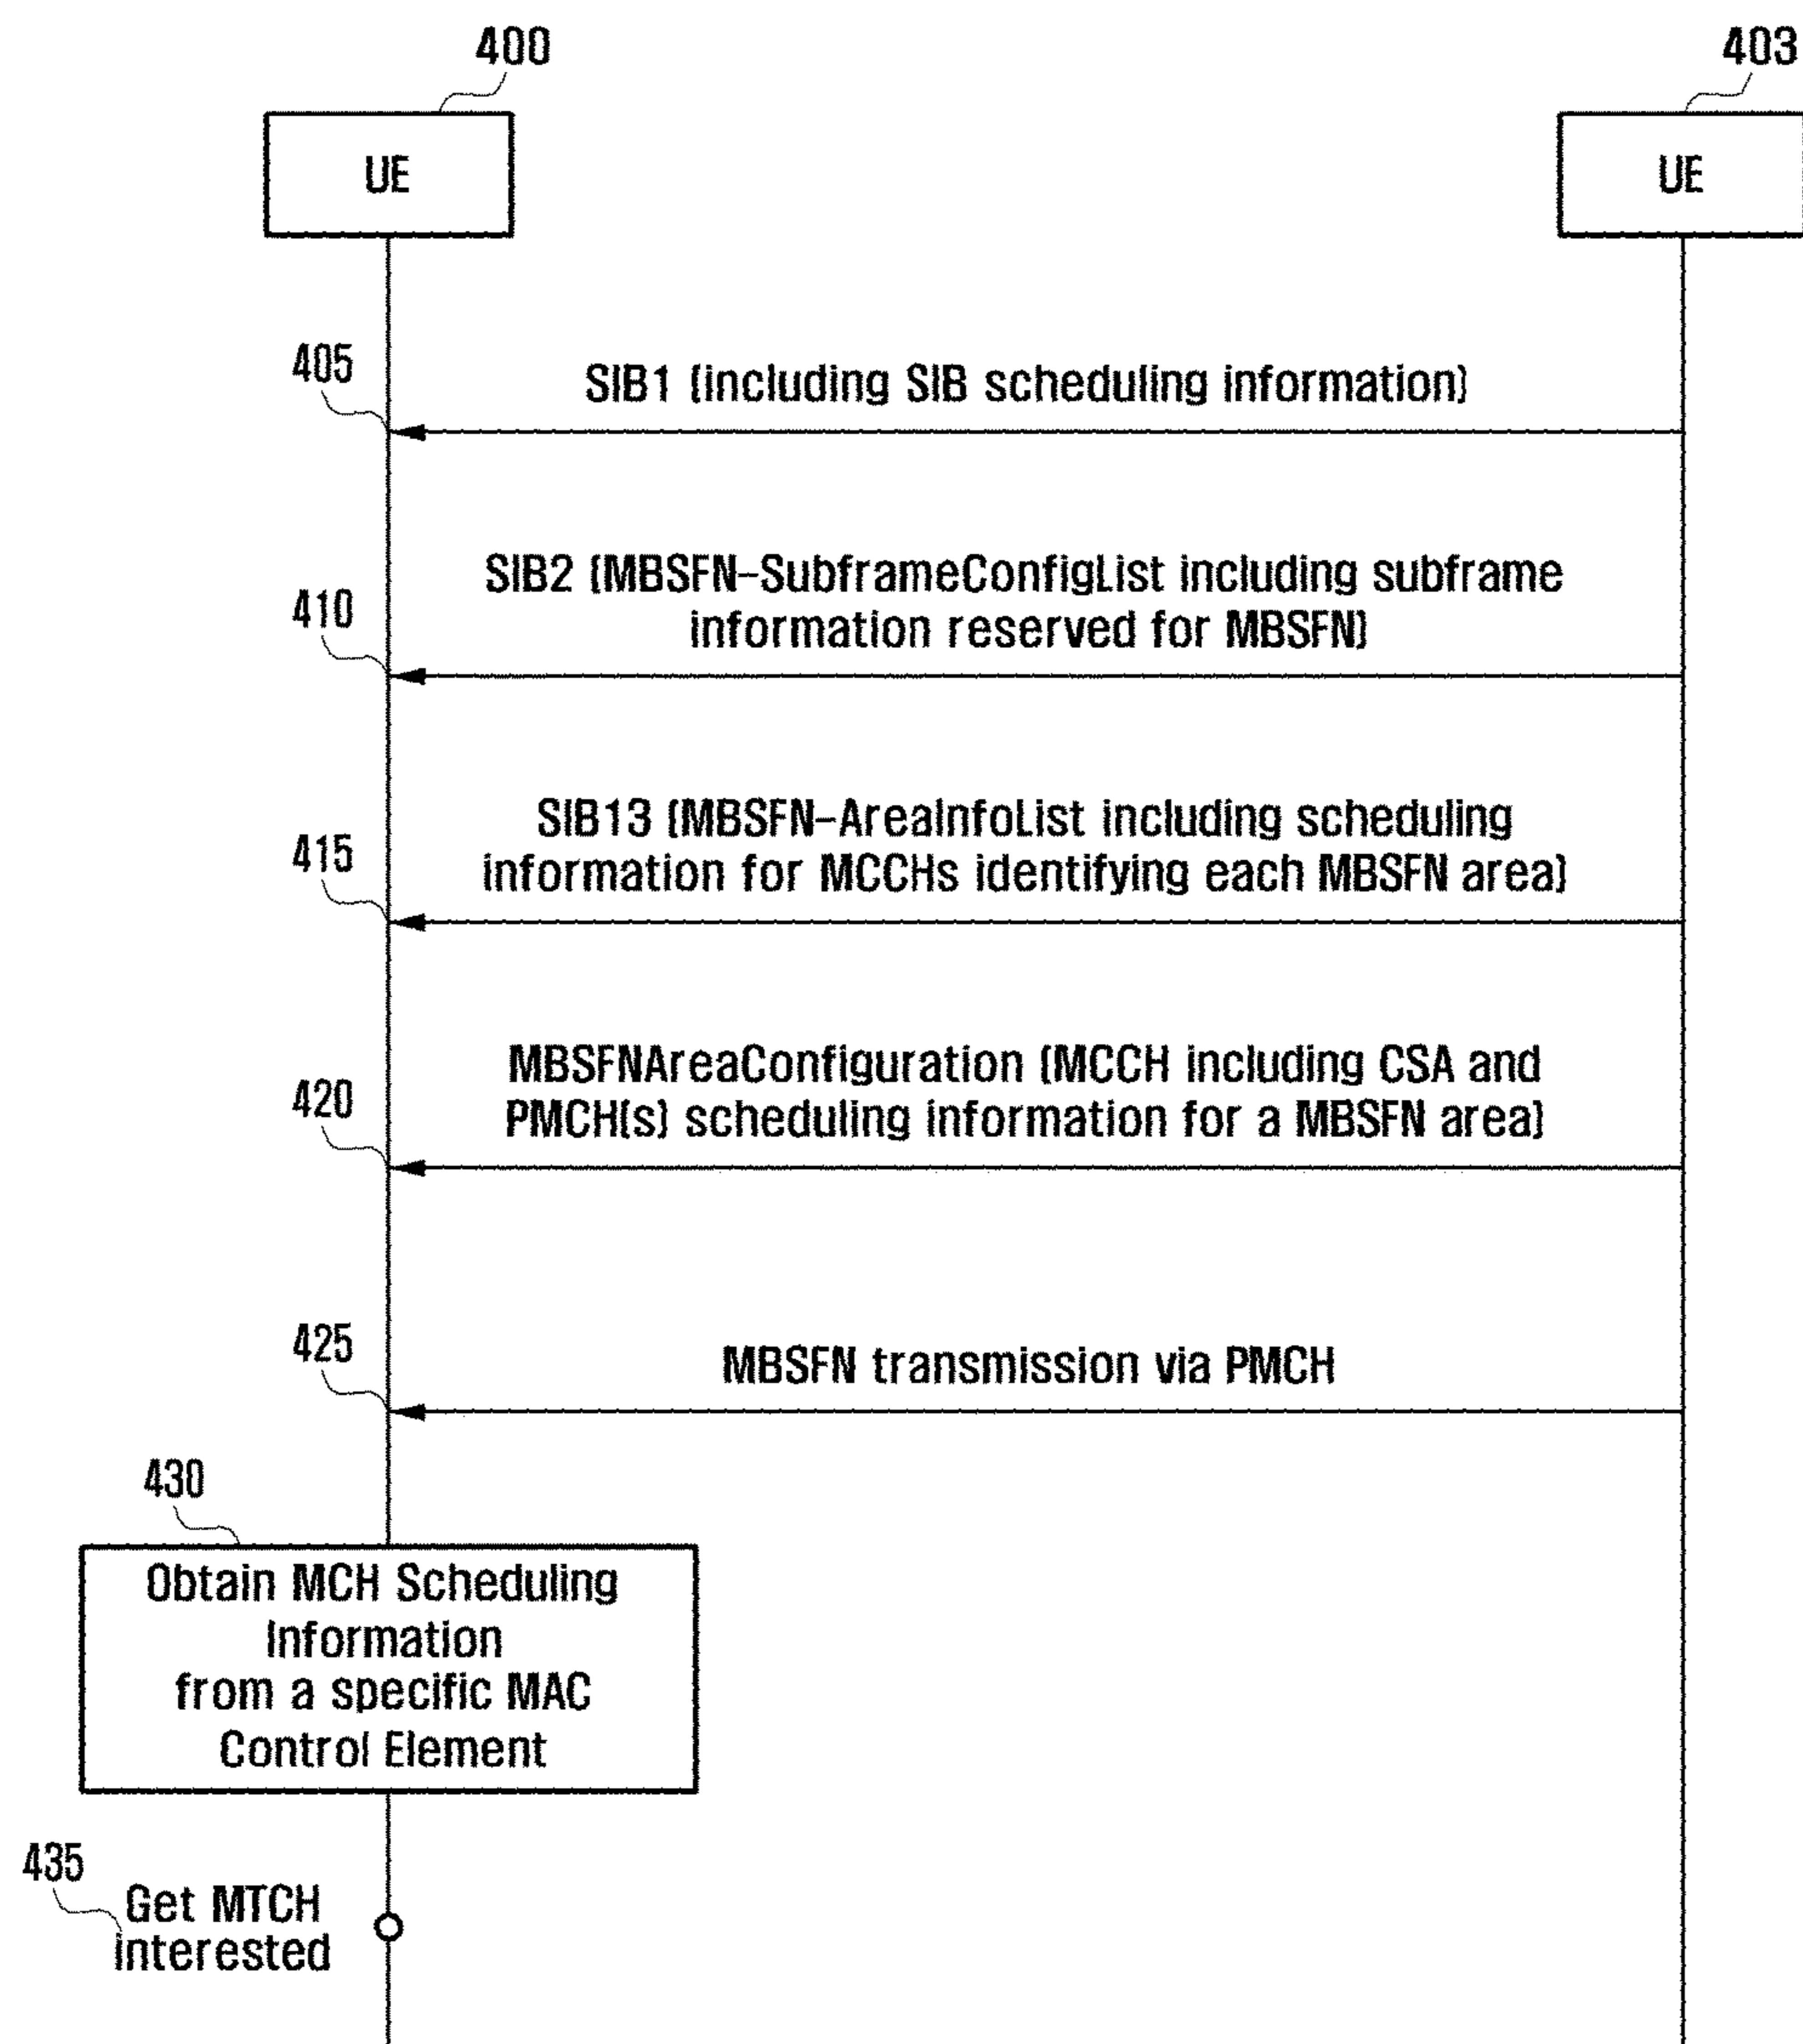 400
403
UE
UE
405
SIB1 (including SIB scheduling information)
410
SIB2 (MBSFN-SubframeConfigList including subframe
information reserved for MBSFN)
415
SIB13 (MBSFN-AreaInfoList including scheduling
information for MCCHs identifying each MBSFN area)
420
MBSFNAreaConfiguration (MCCH including CSA and
PMCH(s) scheduling information for a MBSFN area)
425
MBSFN transmission via PMCH
430
Obtain MCH Scheduling
Information
from a specific MAC
Control Element
435
Get MTCH
interested